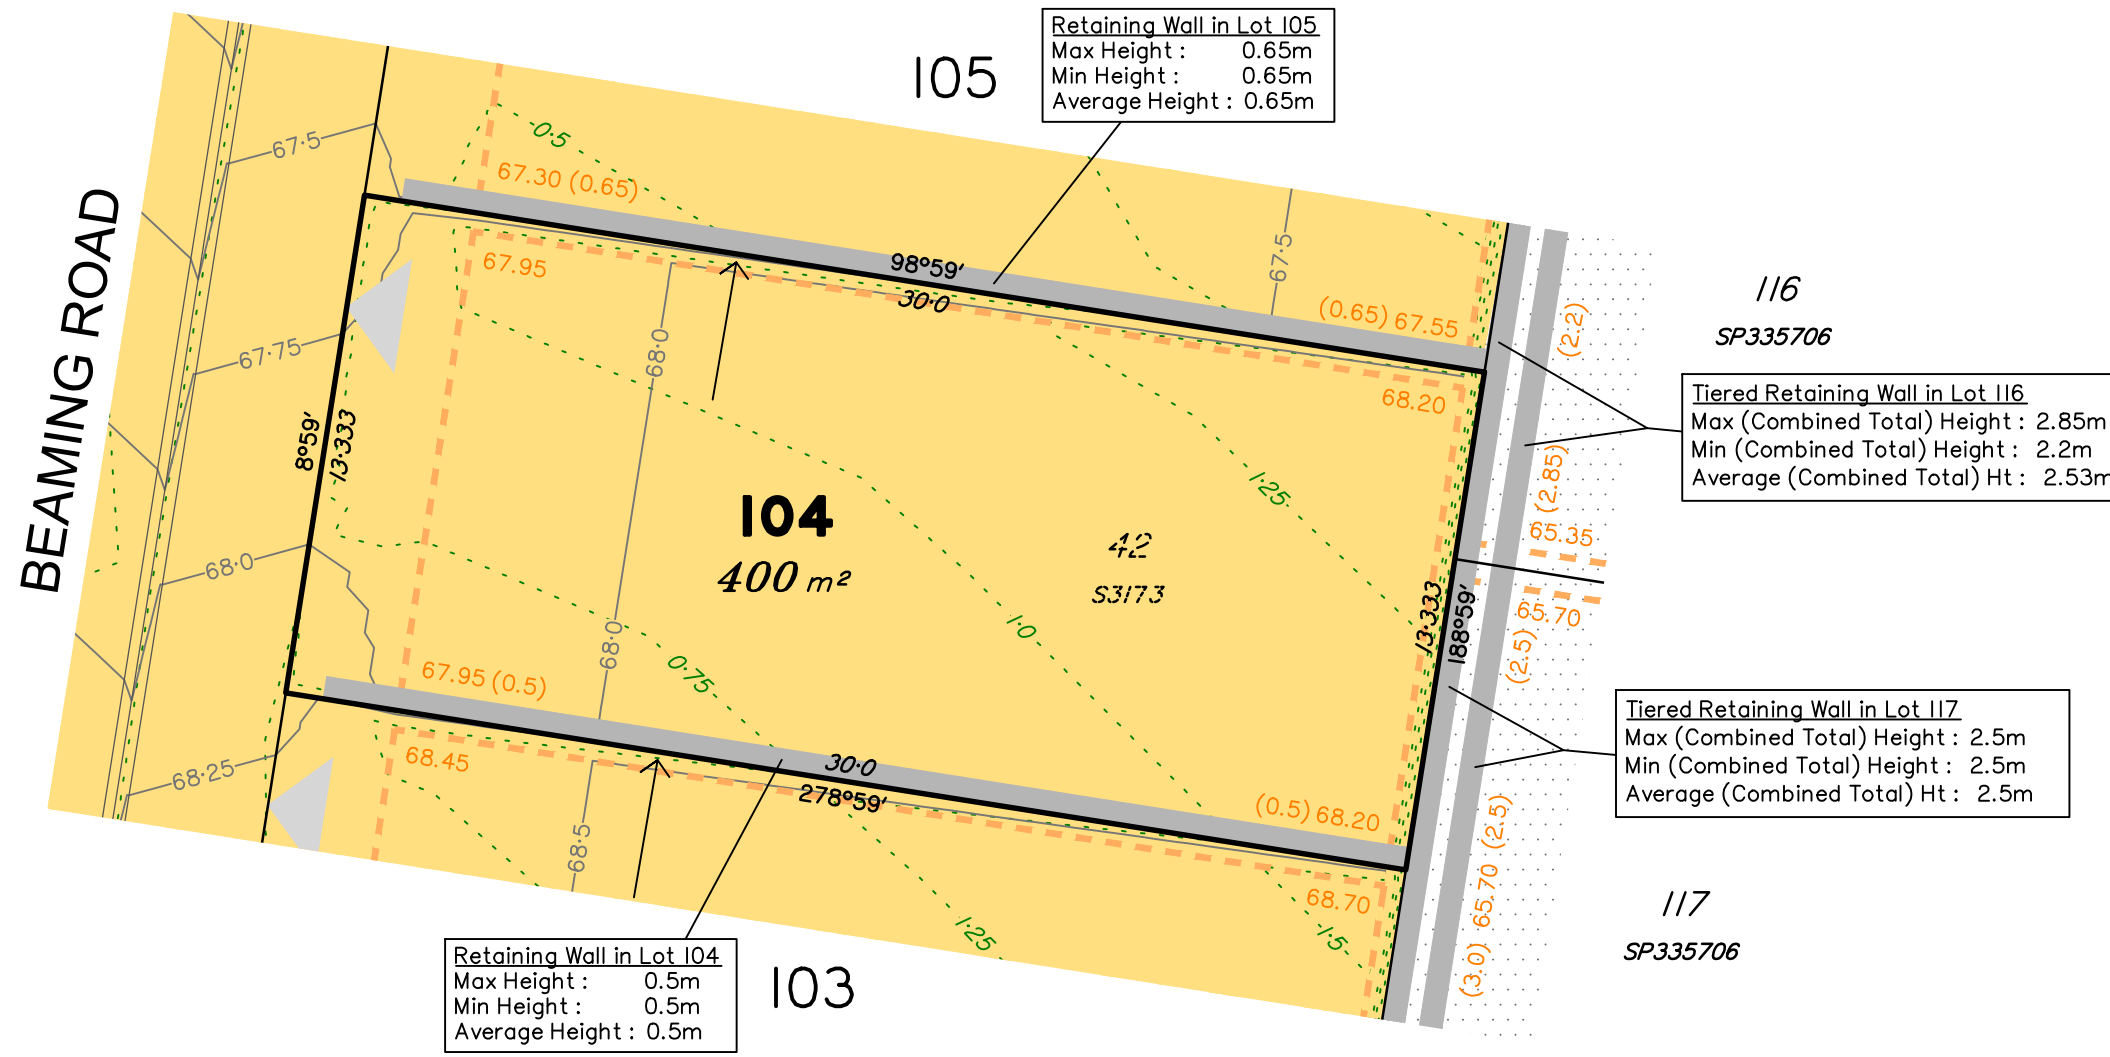 105
Retaining Wall in Lot 105
Max Height : 0.65m
Min Height : 0.65m
Average Height : 0.65m
67.5
-0.5
67.30 (0.65)
67.95
98°59'
30.0
67.5
(0.65) 67.55
68.20
(2.2)
116
SP335706
Tiered Retaining Wall in Lot 116
Max (Combined Total) Height : 2.85m
Min (Combined Total) Height : 2.2m
Average (Combined Total) Ht : 2.53m
BEAMING ROAD
67.75
68.0
8°59'
13.333
104
400 m²
42
S3173
1.25
1.0
(2.85)
65.35
65.70
(2.5)
13.333
188°59'
68.0
68.0
0.75
67.95 (0.5)
68.25
68.45
30.0
278°59'
(0.5) 68.20
68.5
68.70
1.25
1.5
Tiered Retaining Wall in Lot 117
Max (Combined Total) Height : 2.5m
Min (Combined Total) Height : 2.5m
Average (Combined Total) Ht : 2.5m
(3.0) 65.70 (2.5)
117
SP335706
Retaining Wall in Lot 104
Max Height : 0.5m
Min Height : 0.5m
Average Height : 0.5m
103